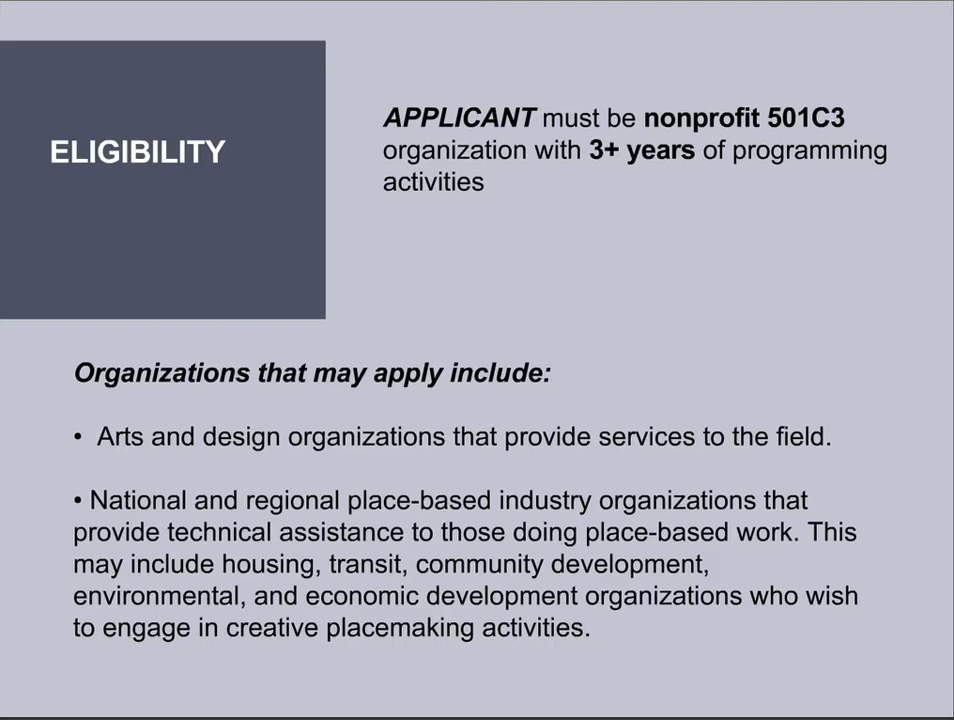 ELIGIBILITY
APPLICANT must be nonprofit 501C3
organization with 3+ years of programming
activities
Organizations that may apply include:
• Arts and design organizations that provide services to the field.
• National and regional place-based industry organizations that
provide technical assistance to those doing place-based work. This
may include housing, transit, community development,
environmental, and economic development organizations who wish
to engage in creative placemaking activities.